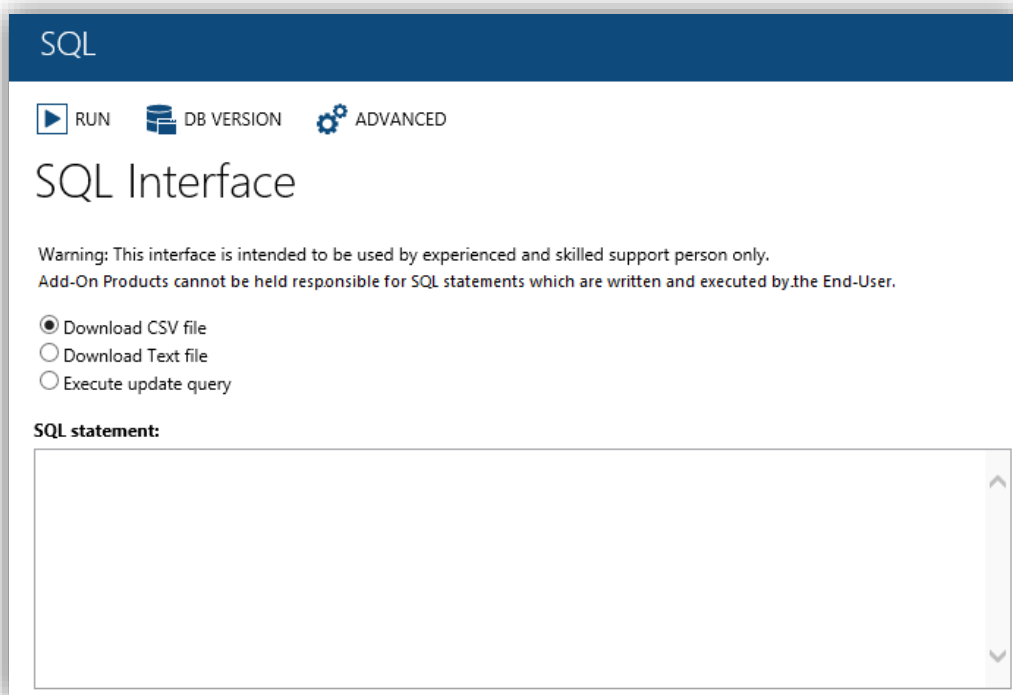 SQL
RUN DB VERSION ADVANCED
SQL Interface
Warning: This interface is intended to be used by experienced and skilled support person only.
Add-On Products cannot be held responsible for SQL statements which are written and executed by the End-User.
Download CSV file
Download Text file
Execute update query
SQL statement: